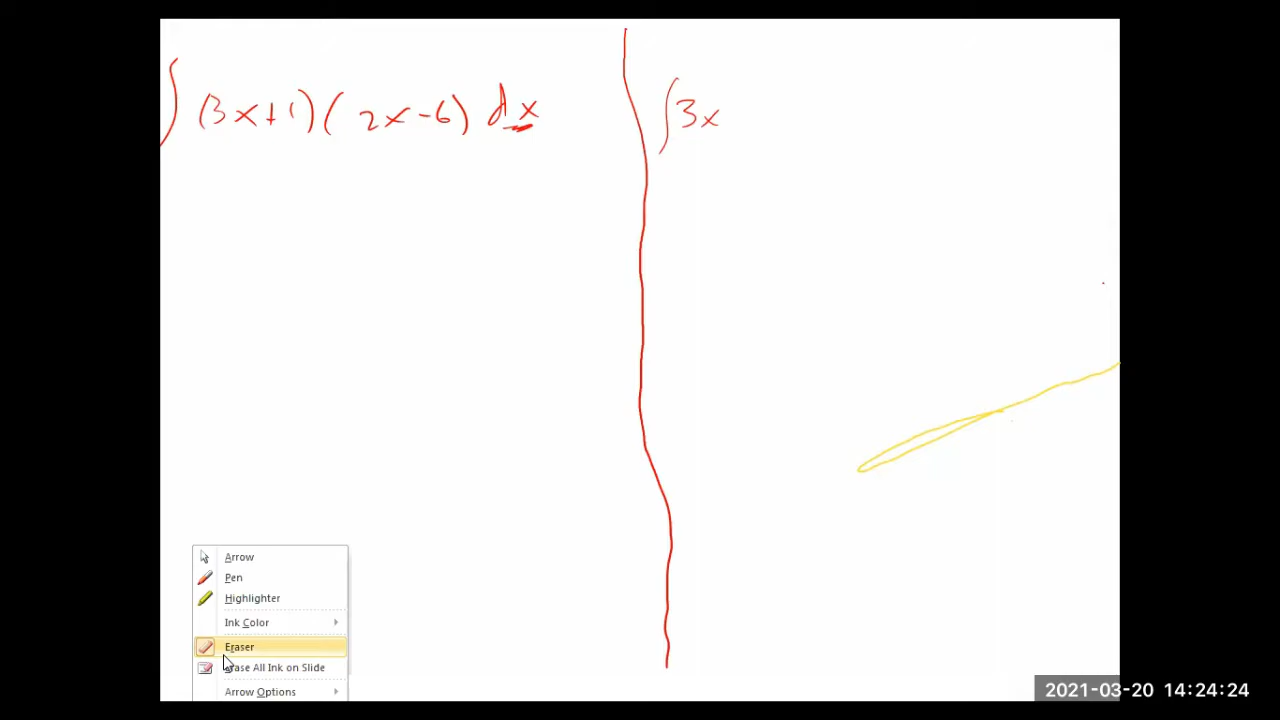 ∫ (3x+1)(2x-6) dx
∫3x
Arrow
Pen
Highlighter
Ink Color
Eraser
Erase All Ink on Slide
Arrow Options
2021-03-20 14:24:24